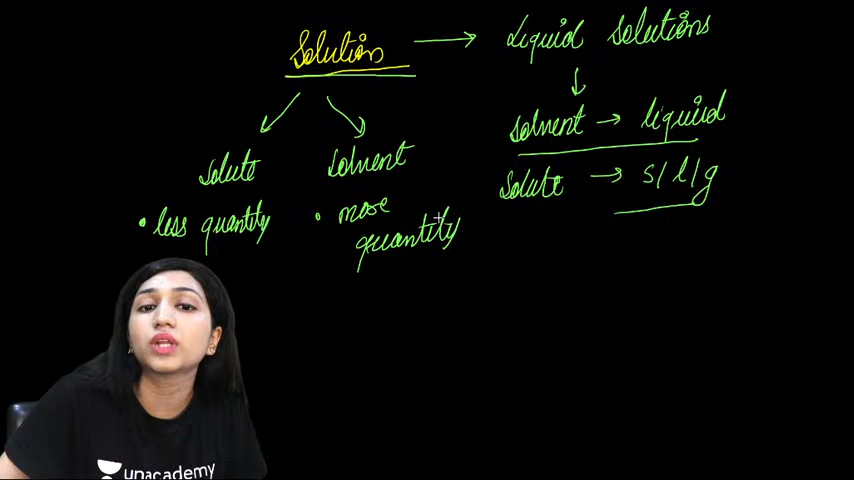 Solution → Liquid Solutions
solvent → liquid
solute → s/l/g
solute
• less quantity
solvent
• more
quantity
unacademy